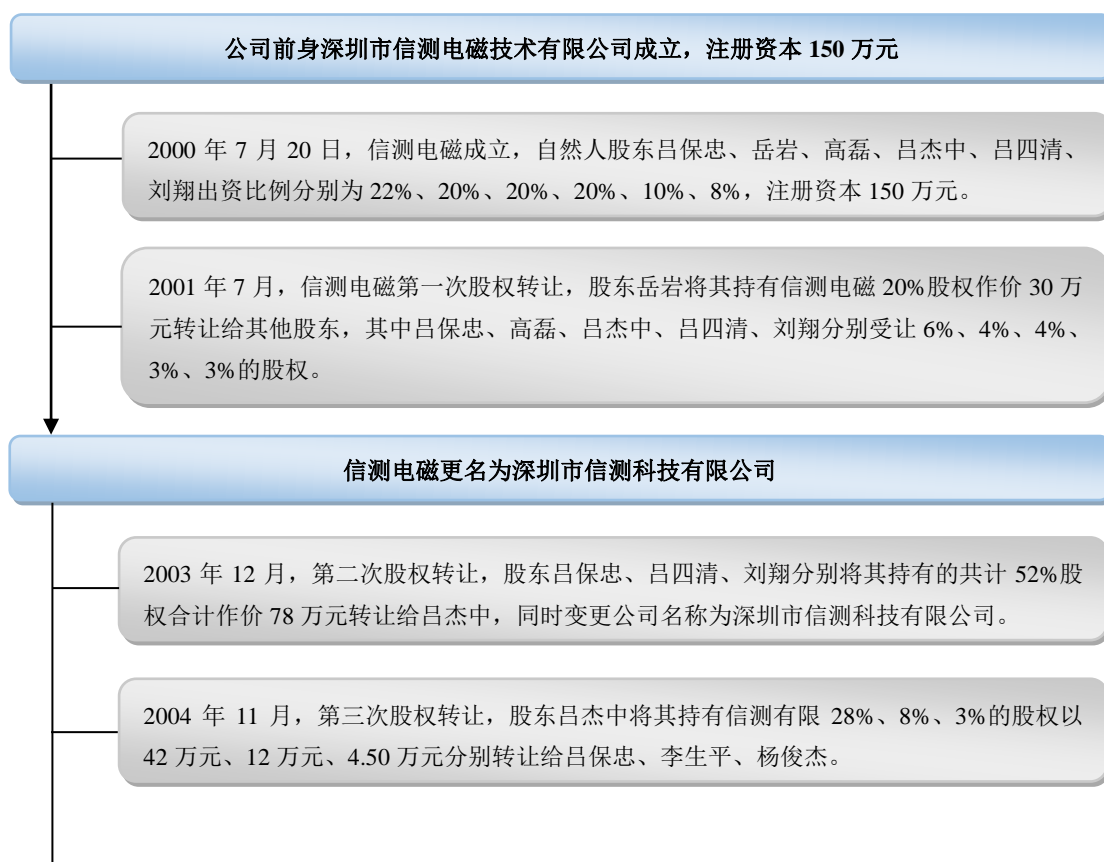 公司前身深圳市信测电磁技术有限公司成立，注册资本 150 万元
2000 年 7 月 20 日，信测电磁成立，自然人股东吕保忠、岳岩、高磊、吕杰中、吕四清、
刘翔出资比例分别为 22%、20%、20%、20%、10%、8%，注册资本 150 万元。
2001 年 7 月，信测电磁第一次股权转让，股东岳岩将其持有信测电磁 20%股权作价 30 万
元转让给其他股东，其中吕保忠、高磊、吕杰中、吕四清、刘翔分别受让 6%、4%、4%、
3%、3%的股权。
信测电磁更名为深圳市信测科技有限公司
2003 年 12 月，第二次股权转让，股东吕保忠、吕四清、刘翔分别将其持有的共计 52%股
权合计作价 78 万元转让给吕杰中，同时变更公司名称为深圳市信测科技有限公司。
2004 年 11 月，第三次股权转让，股东吕杰中将其持有信测有限 28%、8%、3%的股权以
42 万元、12 万元、4.50 万元分别转让给吕保忠、李生平、杨俊杰。